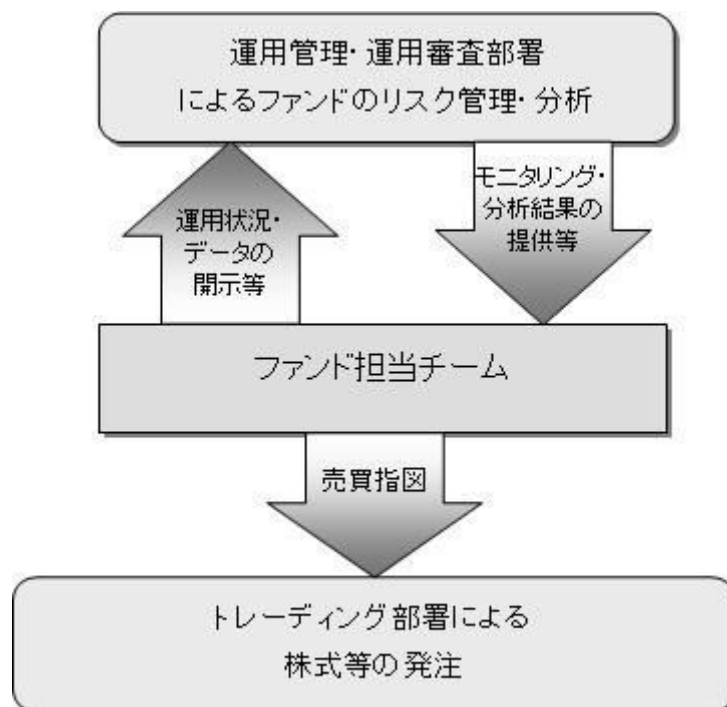 運用管理・運用審査部署
によるファンドのリスク管理・分析
運用状況・
データの
開示等
モニタリング・
分析結果の
提供等
ファンド担当チーム
売買指図
トレーディング部署による
株式等の発注